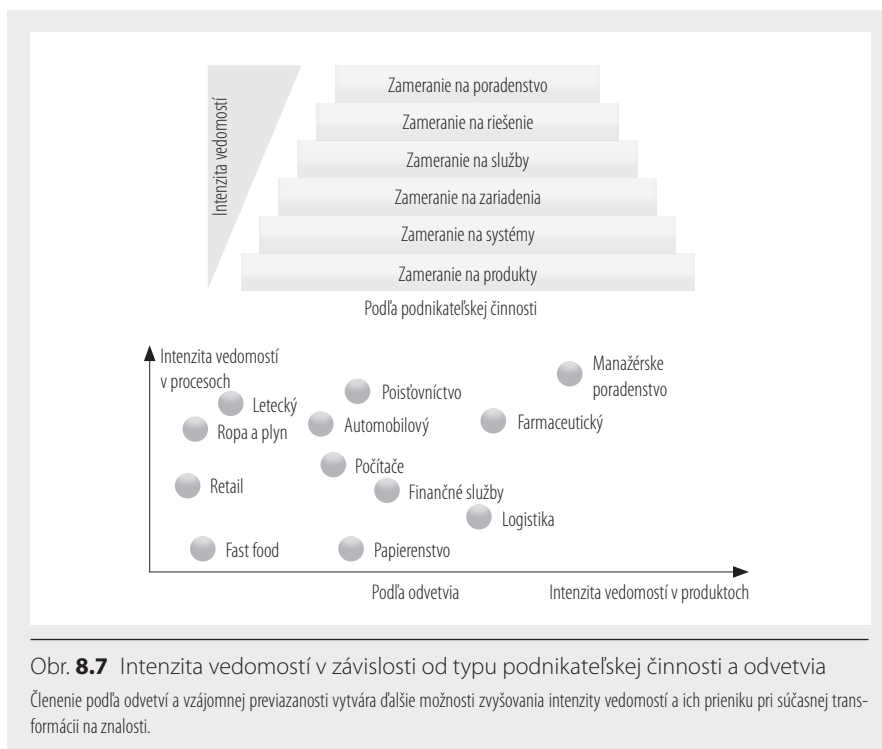 Intenzita vedomostí
Zameranie na poradenstvo
Zameranie na riešenie
Zameranie na služby
Zameranie na zariadenia
Zameranie na systémy
Zameranie na produkty
Podľa podnikateľskej činnosti
Intenzita vedomostí
v procesoch
Manažérske
poradenstvo
Poisťovníctvo
Letecký
Automobilový
Farmaceutický
Ropa a plyn
Počítače
Retail
Finančné služby
Logistika
Fast food
Papierenstvo
Podľa odvetvia
Intenzita vedomostí v produktoch
Obr. 8.7 Intenzita vedomostí v závislosti od typu podnikateľskej činnosti a odvetvia
Členenie podľa odvetví a vzájomnej previazanosti vytvára ďalšie možnosti zvyšovania intenzity vedomostí a ich prieniku pri súčasnej trans-
formácii na znalosti.